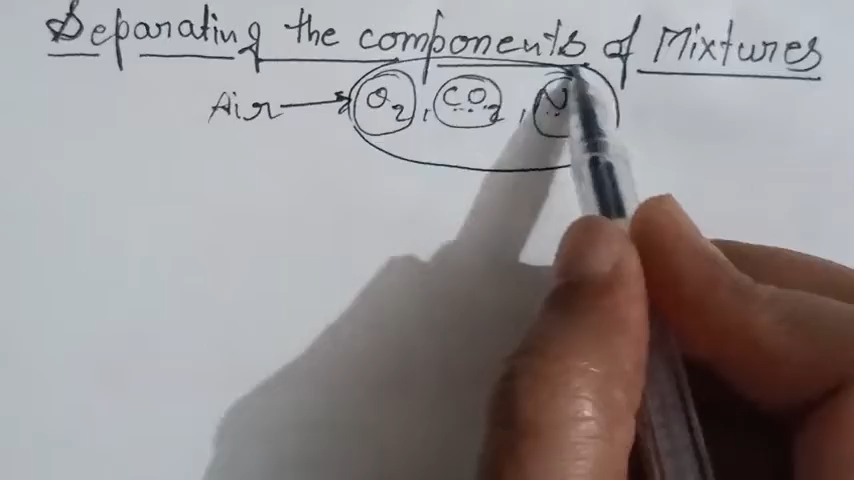 Separating the components of Mixtures
Air → O₂, CO₂, N